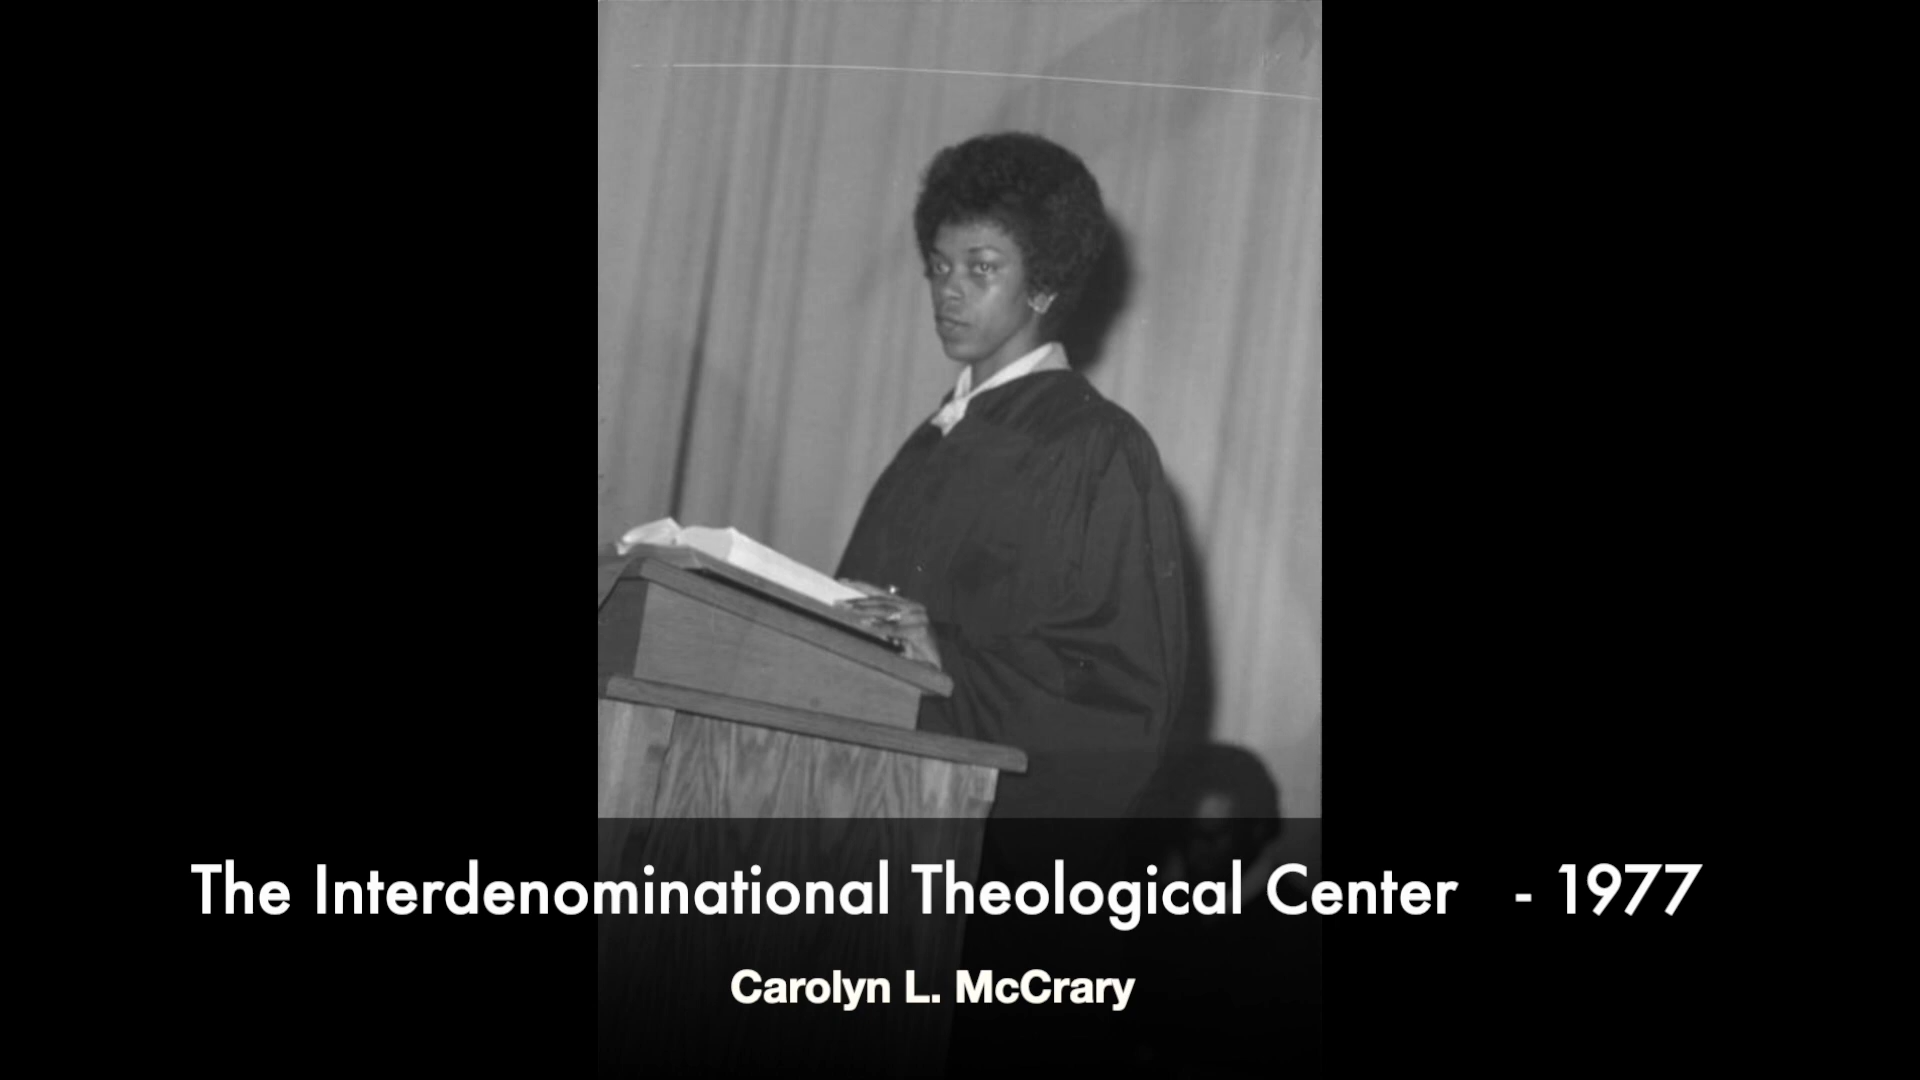 The Interdenominational Theological Center - 1977
Carolyn L. McCrary